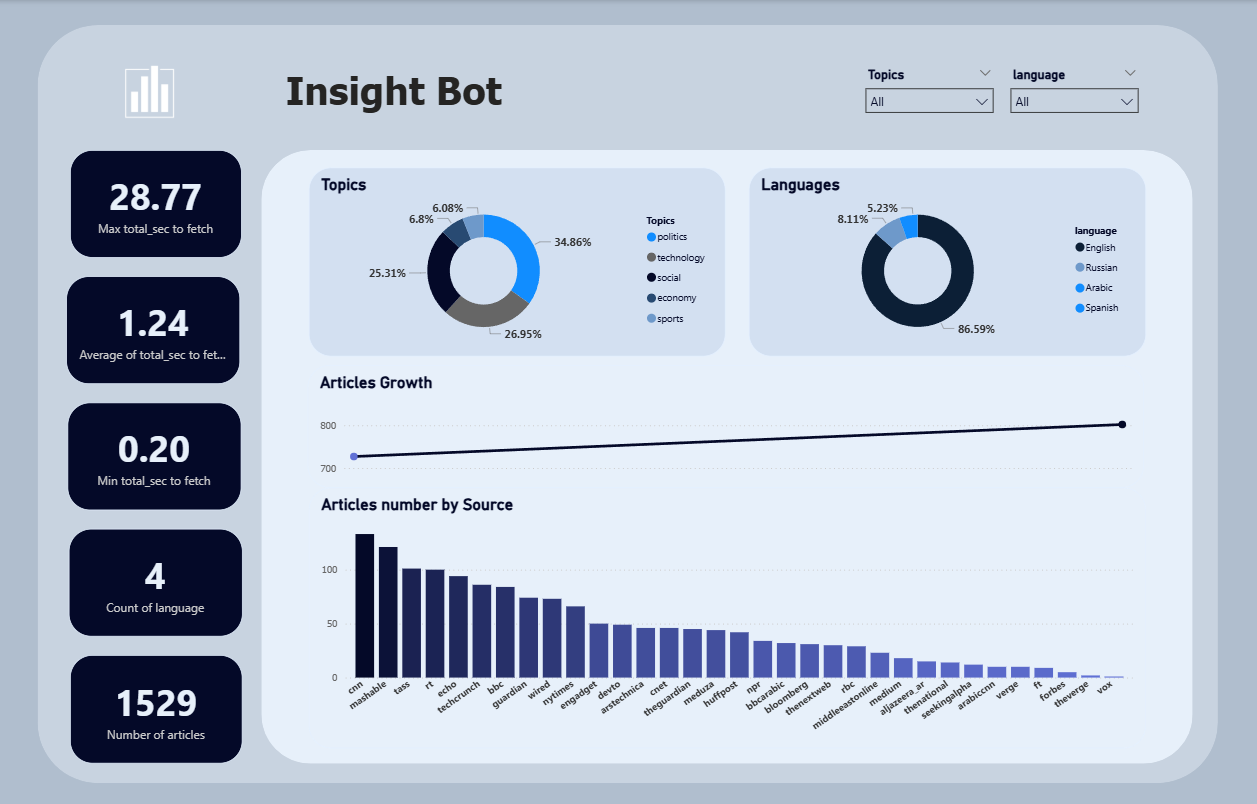 Insight Bot
Topics
All
language
All
28.77
Max total_sec to fetch
1.24
Average of total_sec to fet...
0.20
Min total_sec to fetch
4
Count of language
1529
Number of articles
Topics
6.08%
6.8%
34.86%
25.31%
26.95%
Topics
politics
technology
social
economy
sports
Languages
5.23%
8.11%
86.59%
language
English
Russian
Arabic
Spanish
Articles Growth
800
700
Articles number by Source
100
50
0
cnn
mashable
tass
rt
echo
techcrunch
bbc
guardian
wired
nytimes
engadget
devto
arstechnica
cnet
theguardian
meduza
huffpost
npr
bbcarabic
bloomberg
thenextweb
rbc
middleeastonline
medium
aljazeera_ar
thenational
seekingalpha
arabiccnn
verge
ft
forbes
theverge
vox